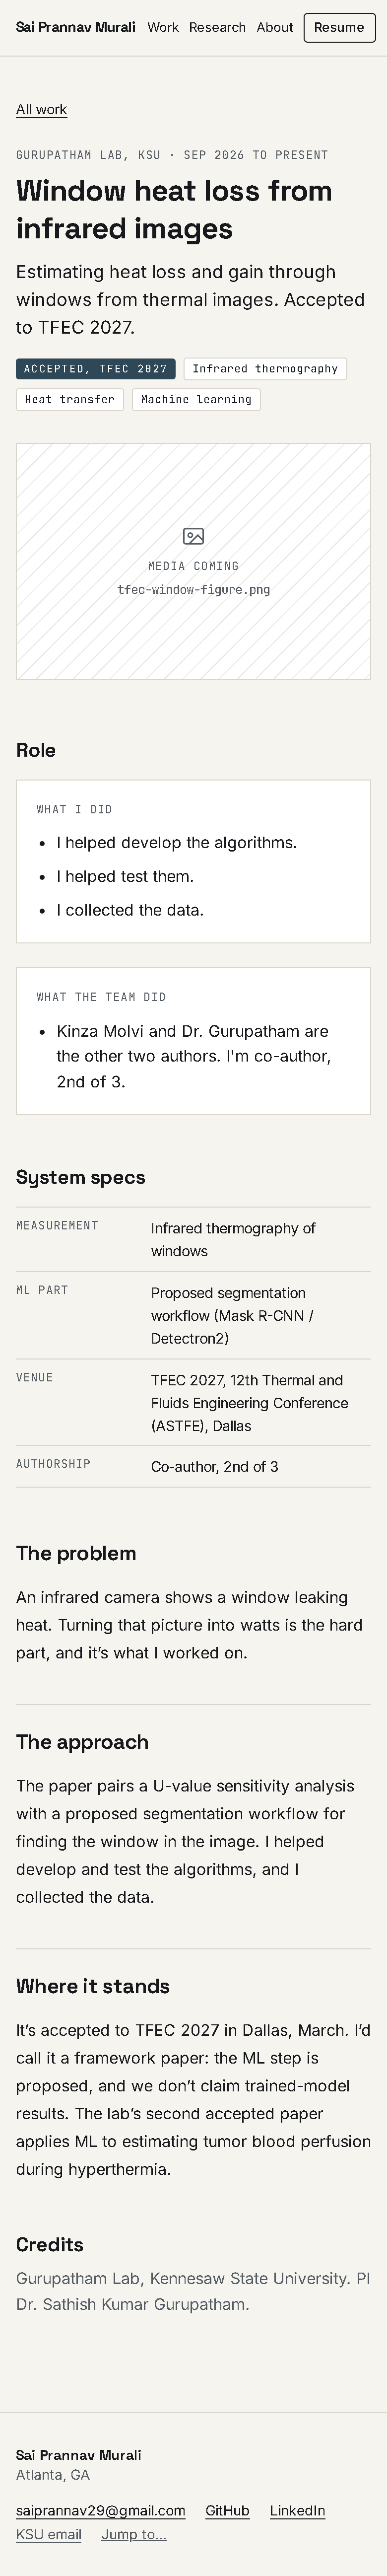 Sai Prannav Murali Work Research About Resume
All work
GURUPATHAM LAB, KSU · SEP 2026 TO PRESENT
Window heat loss from
infrared images
Estimating heat loss and gain through
windows from thermal images. Accepted
to TFEC 2027.
ACCEPTED, TFEC 2027 Infrared thermography
Heat transfer Machine learning
MEDIA COMING
tfec-window-figure.png
Role
WHAT I DID
• I helped develop the algorithms.
• I helped test them.
• I collected the data.
WHAT THE TEAM DID
• Kinza Molvi and Dr. Gurupatham are
the other two authors. I'm co-author,
2nd of 3.
System specs
MEASUREMENT Infrared thermography of
windows
ML PART Proposed segmentation
workflow (Mask R-CNN /
Detectron2)
VENUE TFEC 2027, 12th Thermal and
Fluids Engineering Conference
(ASTFE), Dallas
AUTHORSHIP Co-author, 2nd of 3
The problem
An infrared camera shows a window leaking
heat. Turning that picture into watts is the hard
part, and it’s what I worked on.
The approach
The paper pairs a U-value sensitivity analysis
with a proposed segmentation workflow for
finding the window in the image. I helped
develop and test the algorithms, and I
collected the data.
Where it stands
It’s accepted to TFEC 2027 in Dallas, March. I’d
call it a framework paper: the ML step is
proposed, and we don’t claim trained-model
results. The lab’s second accepted paper
applies ML to estimating tumor blood perfusion
during hyperthermia.
Credits
Gurupatham Lab, Kennesaw State University. PI
Dr. Sathish Kumar Gurupatham.
Sai Prannav Murali
Atlanta, GA
saiprannav29@gmail.com GitHub LinkedIn
KSU email Jump to…